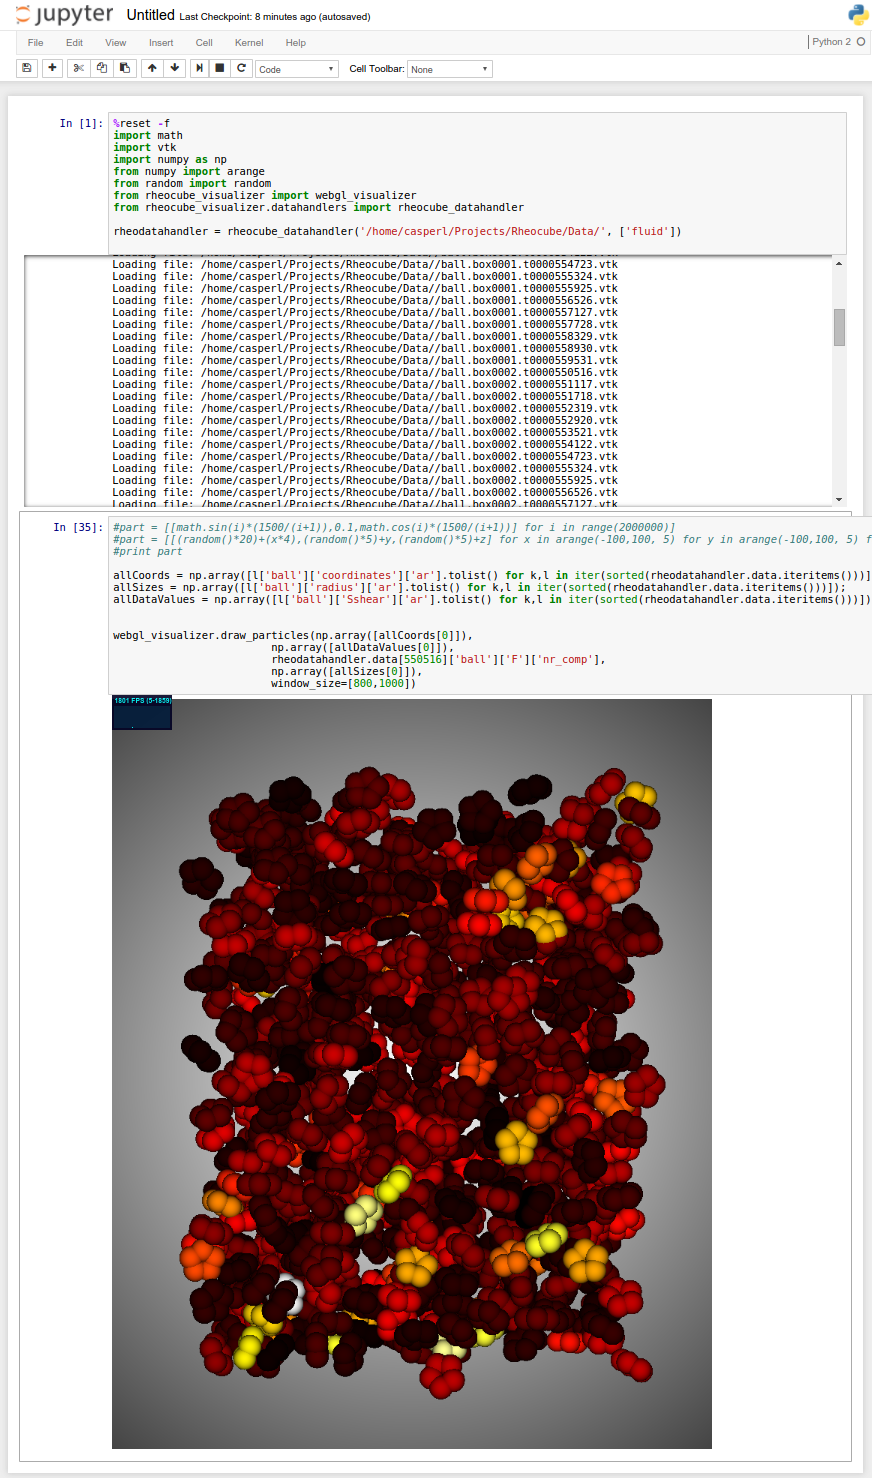 jupyter Untitled Last Checkpoint: 8 minutes ago (autosaved)
File Edit View Insert Cell Kernel Help Python 2
Code Cell Toolbar: None
In [1]: %reset -f
import math
import vtk
import numpy as np
from numpy import arange
from random import random
from rheocube_visualizer import webgl_visualizer
from rheocube_visualizer.datahandlers import rheocube_datahandler
rheodatahandler = rheocube_datahandler('/home/casperl/Projects/Rheocube/Data/', ['fluid'])
Loading file: /home/casperl/Projects/Rheocube/Data//ball.box0001.t0000554723.vtk
Loading file: /home/casperl/Projects/Rheocube/Data//ball.box0001.t0000555324.vtk
Loading file: /home/casperl/Projects/Rheocube/Data//ball.box0001.t0000555925.vtk
Loading file: /home/casperl/Projects/Rheocube/Data//ball.box0001.t0000556526.vtk
Loading file: /home/casperl/Projects/Rheocube/Data//ball.box0001.t0000557127.vtk
Loading file: /home/casperl/Projects/Rheocube/Data//ball.box0001.t0000557728.vtk
Loading file: /home/casperl/Projects/Rheocube/Data//ball.box0001.t0000558329.vtk
Loading file: /home/casperl/Projects/Rheocube/Data//ball.box0001.t0000558930.vtk
Loading file: /home/casperl/Projects/Rheocube/Data//ball.box0001.t0000559531.vtk
Loading file: /home/casperl/Projects/Rheocube/Data//ball.box0002.t0000550516.vtk
Loading file: /home/casperl/Projects/Rheocube/Data//ball.box0002.t0000551117.vtk
Loading file: /home/casperl/Projects/Rheocube/Data//ball.box0002.t0000551718.vtk
Loading file: /home/casperl/Projects/Rheocube/Data//ball.box0002.t0000552319.vtk
Loading file: /home/casperl/Projects/Rheocube/Data//ball.box0002.t0000552920.vtk
Loading file: /home/casperl/Projects/Rheocube/Data//ball.box0002.t0000553521.vtk
Loading file: /home/casperl/Projects/Rheocube/Data//ball.box0002.t0000554122.vtk
Loading file: /home/casperl/Projects/Rheocube/Data//ball.box0002.t0000554723.vtk
Loading file: /home/casperl/Projects/Rheocube/Data//ball.box0002.t0000555324.vtk
Loading file: /home/casperl/Projects/Rheocube/Data//ball.box0002.t0000555925.vtk
Loading file: /home/casperl/Projects/Rheocube/Data//ball.box0002.t0000556526.vtk
Loading file: /home/casperl/Projects/Rheocube/Data//ball.box0002.t0000557127.vtk
In [35]: #part = [[math.sin(i)*(1500/(i+1)),0.1,math.cos(i)*(1500/(i+1))] for i in range(2000000)]
#part = [[(random()*20)+(x*4),(random()*5)+y,(random()*5)+z] for x in arange(-100,100, 5) for y in arange(-100,100, 5) f
#print part
allCoords = np.array([l['ball']['coordinates']['ar'].tolist() for k,l in iter(sorted(rheodatahandler.data.iteritems()))]
allSizes = np.array([l['ball']['radius']['ar'].tolist() for k,l in iter(sorted(rheodatahandler.data.iteritems()))]);
allDataValues = np.array([l['ball']['Sshear']['ar'].tolist() for k,l in iter(sorted(rheodatahandler.data.iteritems()))])
webgl_visualizer.draw_particles(np.array([allCoords[0]]),
np.array([allDataValues[0]]),
rheodatahandler.data[550516]['ball']['F']['nr_comp'],
np.array([allSizes[0]]),
window_size=[800,1000])
1801 FPS (5-1859)